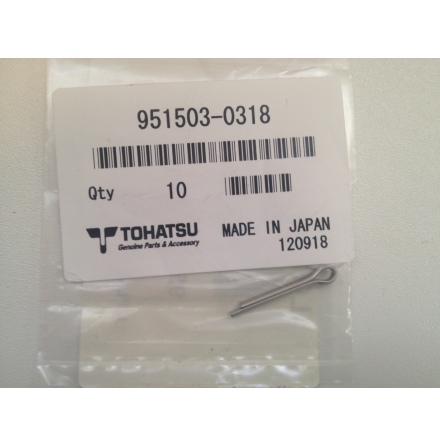 951503-0318
Qty 10
TOHATSU
Genuine Parts & Accessory
MADE IN JAPAN
120918